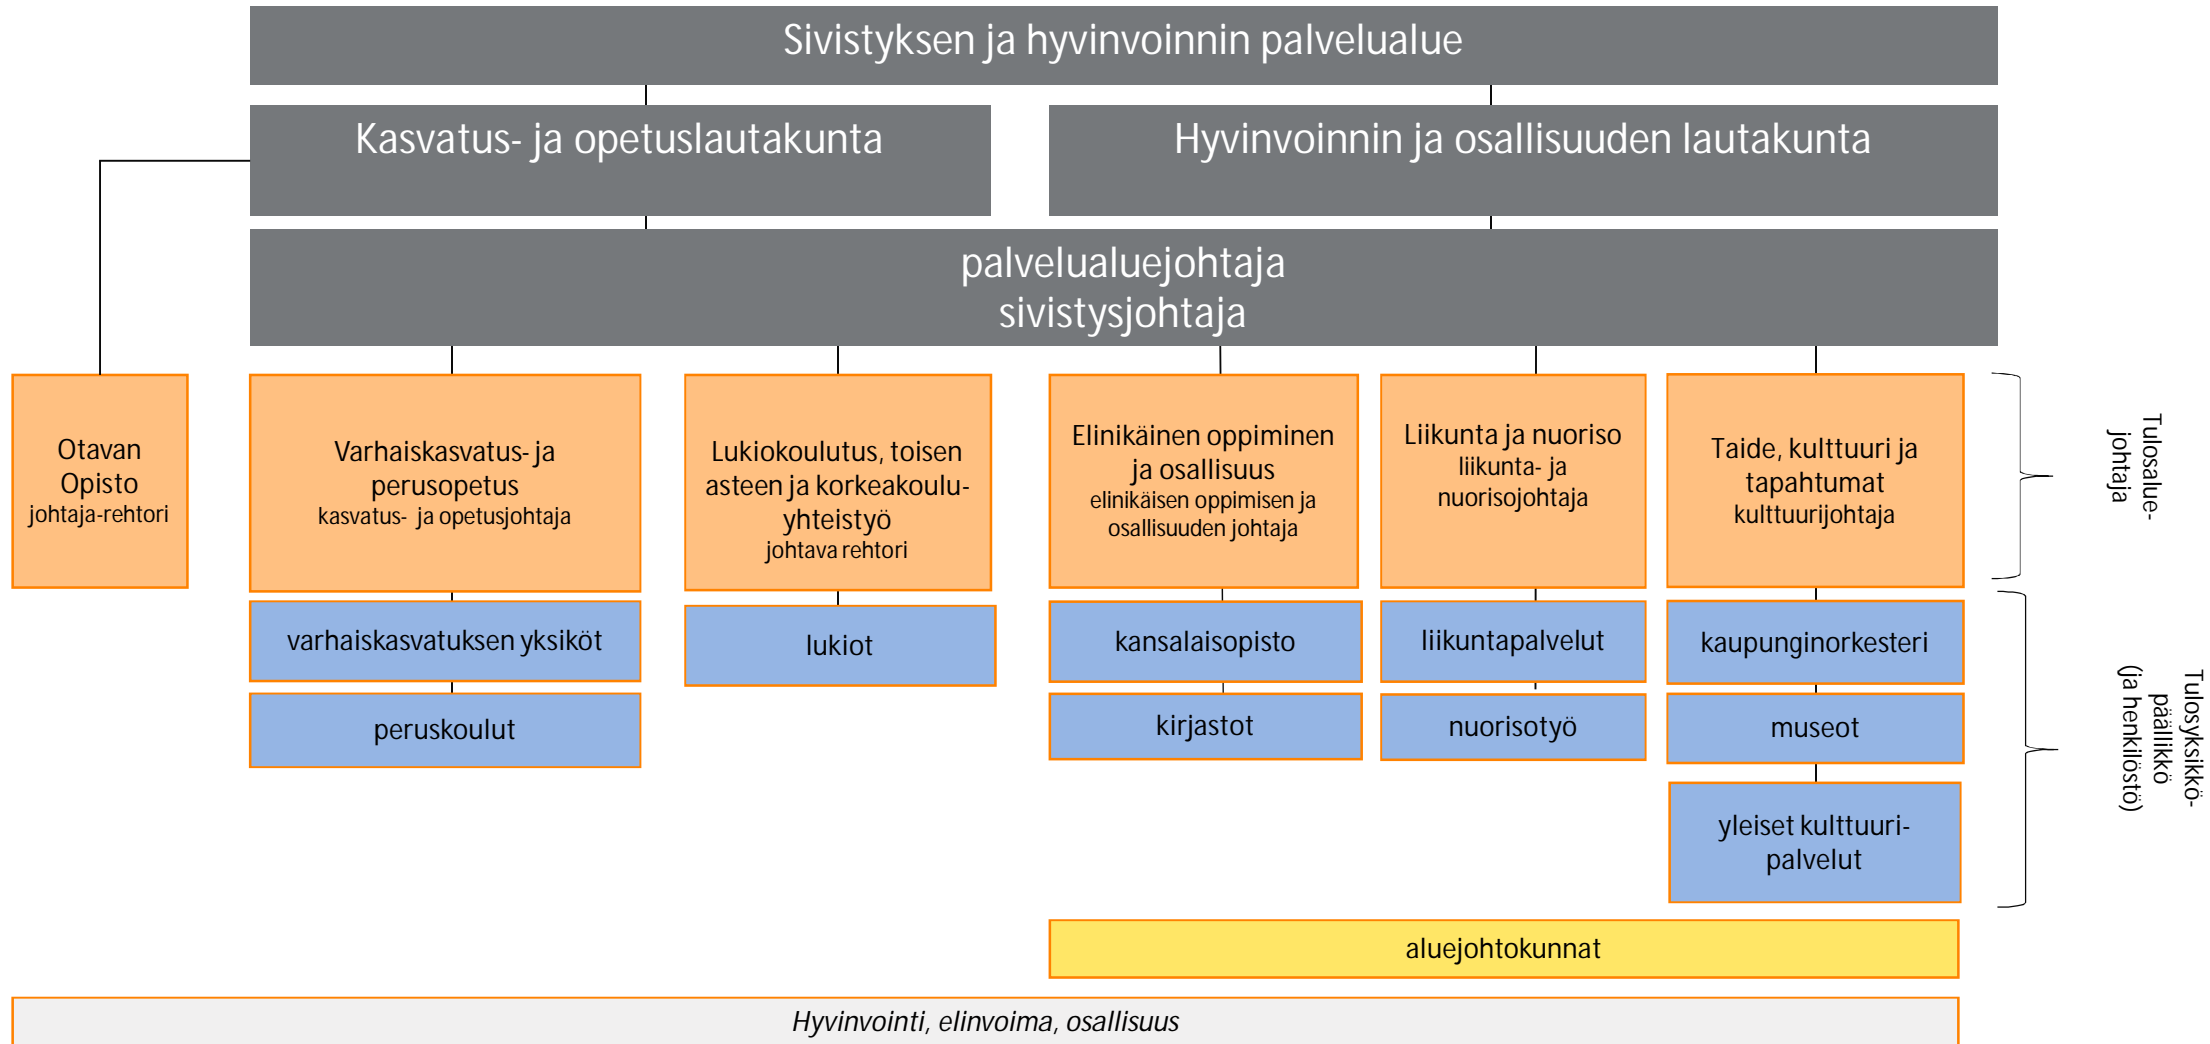 Sivistyksen ja hyvinvoinnin palvelualue
Kasvatus- ja opetuslautakunta
Hyvinvoinnin ja osallisuuden lautakunta
palvelualuejohtaja
sivistysjohtaja
Otavan
Opisto
johtaja-rehtori
Varhaiskasvatus- ja
perusopetus
kasvatus- ja opetusjohtaja
Lukiokoulutus, toisen
asteen ja korkeakoulu-
yhteistyö
johtava rehtori
Elinikäinen oppiminen
ja osallisuus
elinikäisen oppimisen ja
osallisuuden johtaja
Liikunta ja nuoriso
liikunta- ja
nuorisojohtaja
Taide, kulttuuri ja
tapahtumat
kulttuurijohtaja
Tulosalue-
johtaja
varhaiskasvatuksen yksiköt
peruskoulut
lukiot
kansalaisopisto
kirjastot
liikuntapalvelut
nuorisotyö
kaupunginorkesteri
museot
yleiset kulttuuri-
palvelut
Tulosyksikkö-
päällikkö
(ja henkilöstö)
aluejohtokunnat
Hyvinvointi, elinvoima, osallisuus